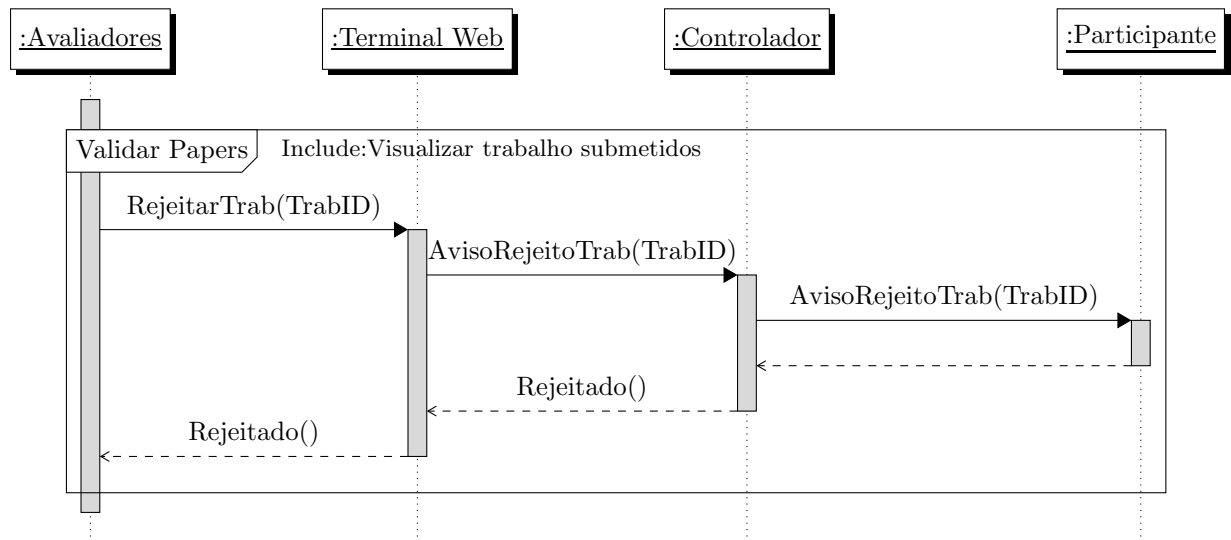 :Avaliadores
:Terminal Web
:Controlador
:Participante
Validar Papers
Include:Visualizar trabalho submetidos
RejeitarTrab(TrabID)
AvisoRejeitoTrab(TrabID)
AvisoRejeitoTrab(TrabID)
Rejeitado()
Rejeitado()